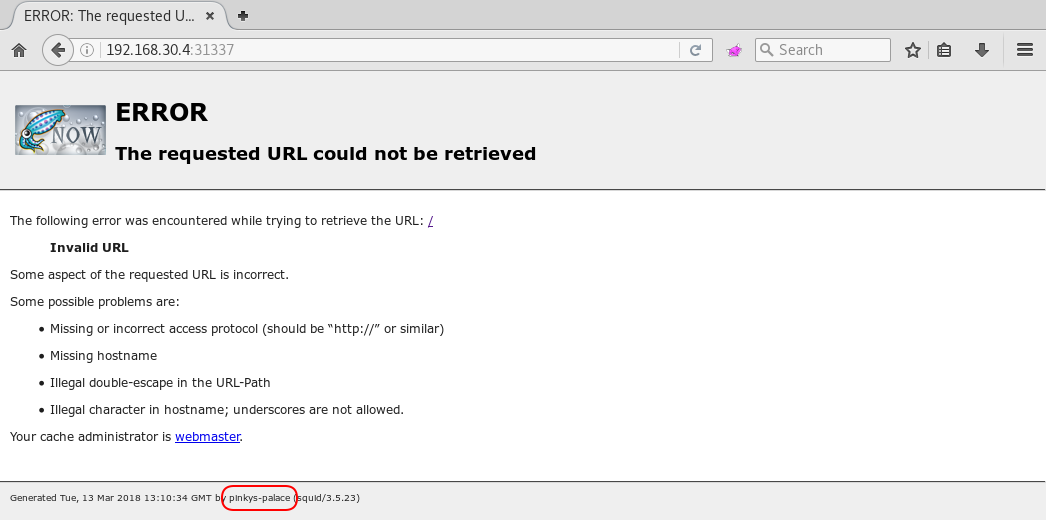 ERROR: The requested U...
192.168.30.4:31337
Search
NOW
ERROR
The requested URL could not be retrieved
The following error was encountered while trying to retrieve the URL: /
Invalid URL
Some aspect of the requested URL is incorrect.
Some possible problems are:
• Missing or incorrect access protocol (should be “http://” or similar)
• Missing hostname
• Illegal double-escape in the URL-Path
• Illegal character in hostname; underscores are not allowed.
Your cache administrator is webmaster.
Generated Tue, 13 Mar 2018 13:10:34 GMT by pinkys-palace (squid/3.5.23)